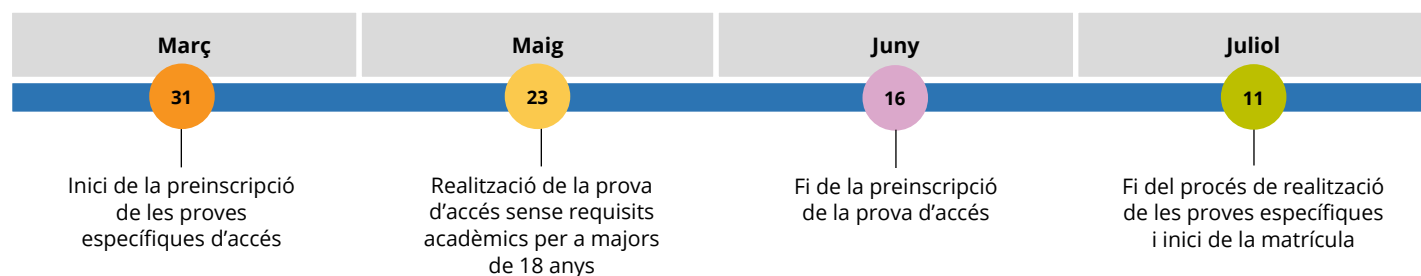 Març
Maig
Juny
Juliol
31
23
16
11
Inici de la preinscripció
de les proves
específiques d'accés
Realització de la prova
d'accés sense requisits
acadèmics per a majors
de 18 anys
Fi de la preinscripció
de la prova d'accés
Fi del procés de realització
de les proves específiques
i inici de la matrícula